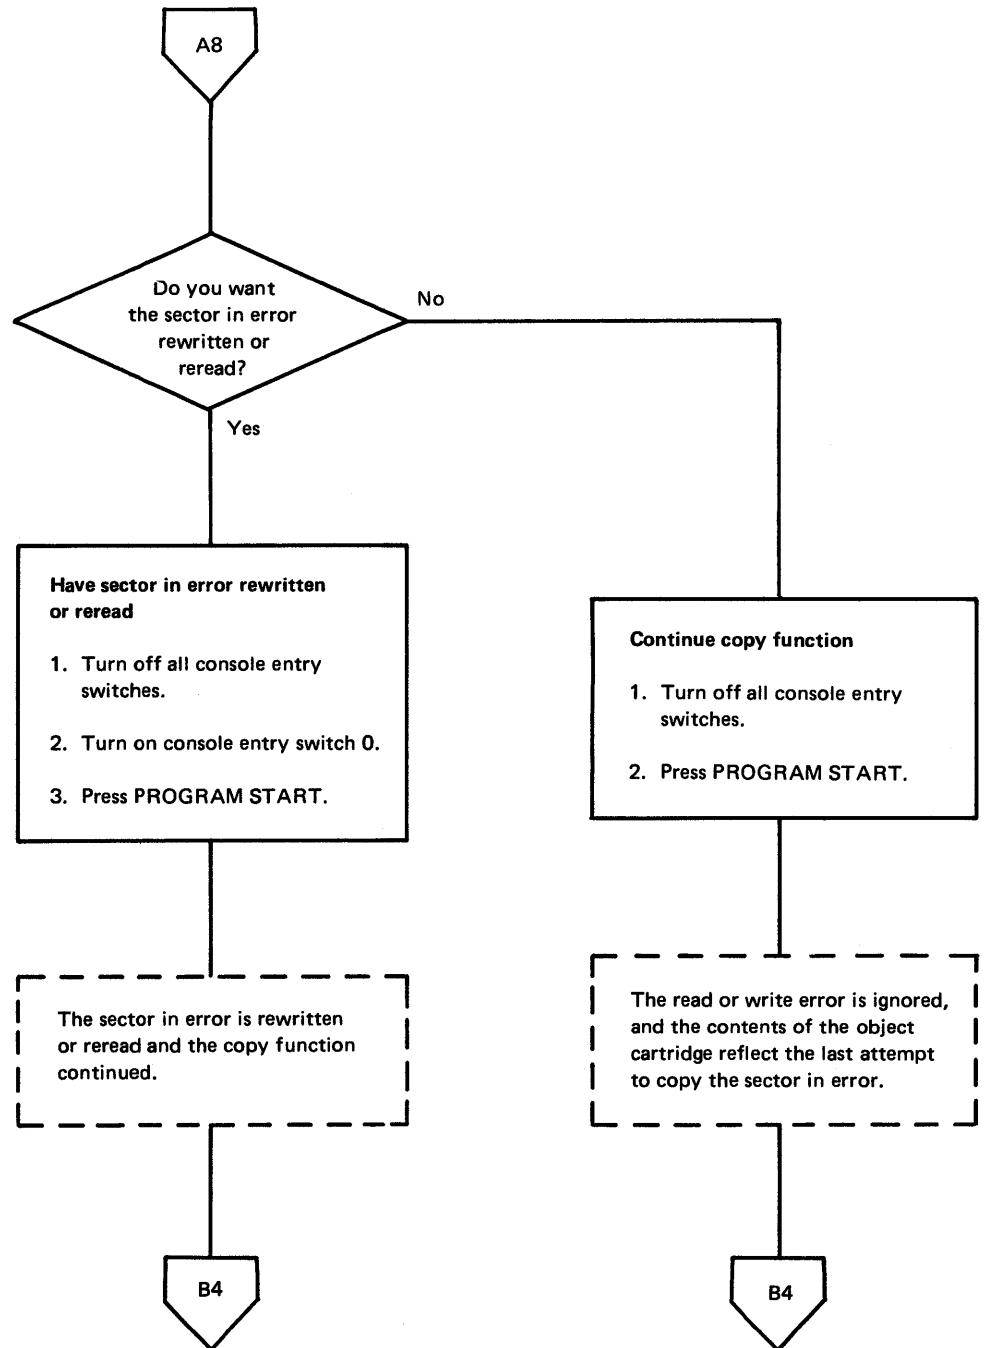 A8
Do you want
the sector in error
rewritten or
reread?
No
Yes
Have sector in error rewritten
or reread
1. Turn off all console entry
switches.
2. Turn on console entry switch 0.
3. Press PROGRAM START.
Continue copy function
1. Turn off all console entry
switches.
2. Press PROGRAM START.
The sector in error is rewritten
or reread and the copy function
continued.
The read or write error is ignored,
and the contents of the object
cartridge reflect the last attempt
to copy the sector in error.
B4
B4